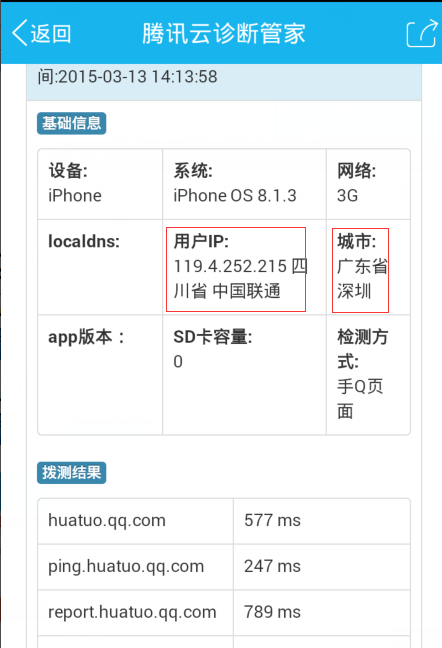 返回
腾讯云诊断管家
间:2015-03-13 14:13:58
基础信息
设备:
iPhone
系统:
iPhone OS 8.1.3
网络:
3G
localdns:
用户IP:
119.4.252.215 四
川省 中国联通
城市:
广东省
深圳
app版本：
SD卡容量:
0
检测方
式:
手Q页
面
拨测结果
huatuo.qq.com
577 ms
ping.huatuo.qq.com
247 ms
report.huatuo.qq.com
789 ms